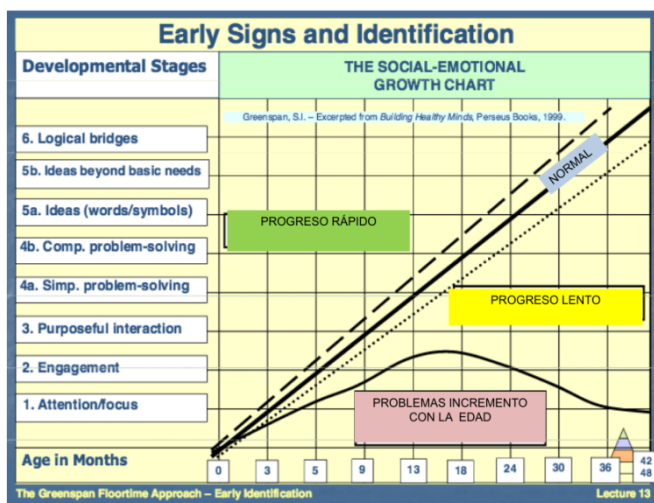 Early Signs and Identification
Developmental Stages
THE SOCIAL-EMOTIONAL
GROWTH CHART
Greenspan, S.I. – Excerpted from Building Healthy Minds, Perseus Books, 1999.
6. Logical bridges
5b. Ideas beyond basic needs
5a. Ideas (words/symbols)
4b. Comp. problem-solving
4a. Simp. problem-solving
3. Purposeful interaction
2. Engagement
1. Attention/focus
NORMAL
PROGRESO RÁPIDO
PROGRESO LENTO
PROBLEMAS INCREMENTO
CON LA EDAD
Age in Months
0 3 5 9 13 18 24 30 36 42
48
The Greenspan Floortime Approach – Early Identification
Lecture 13